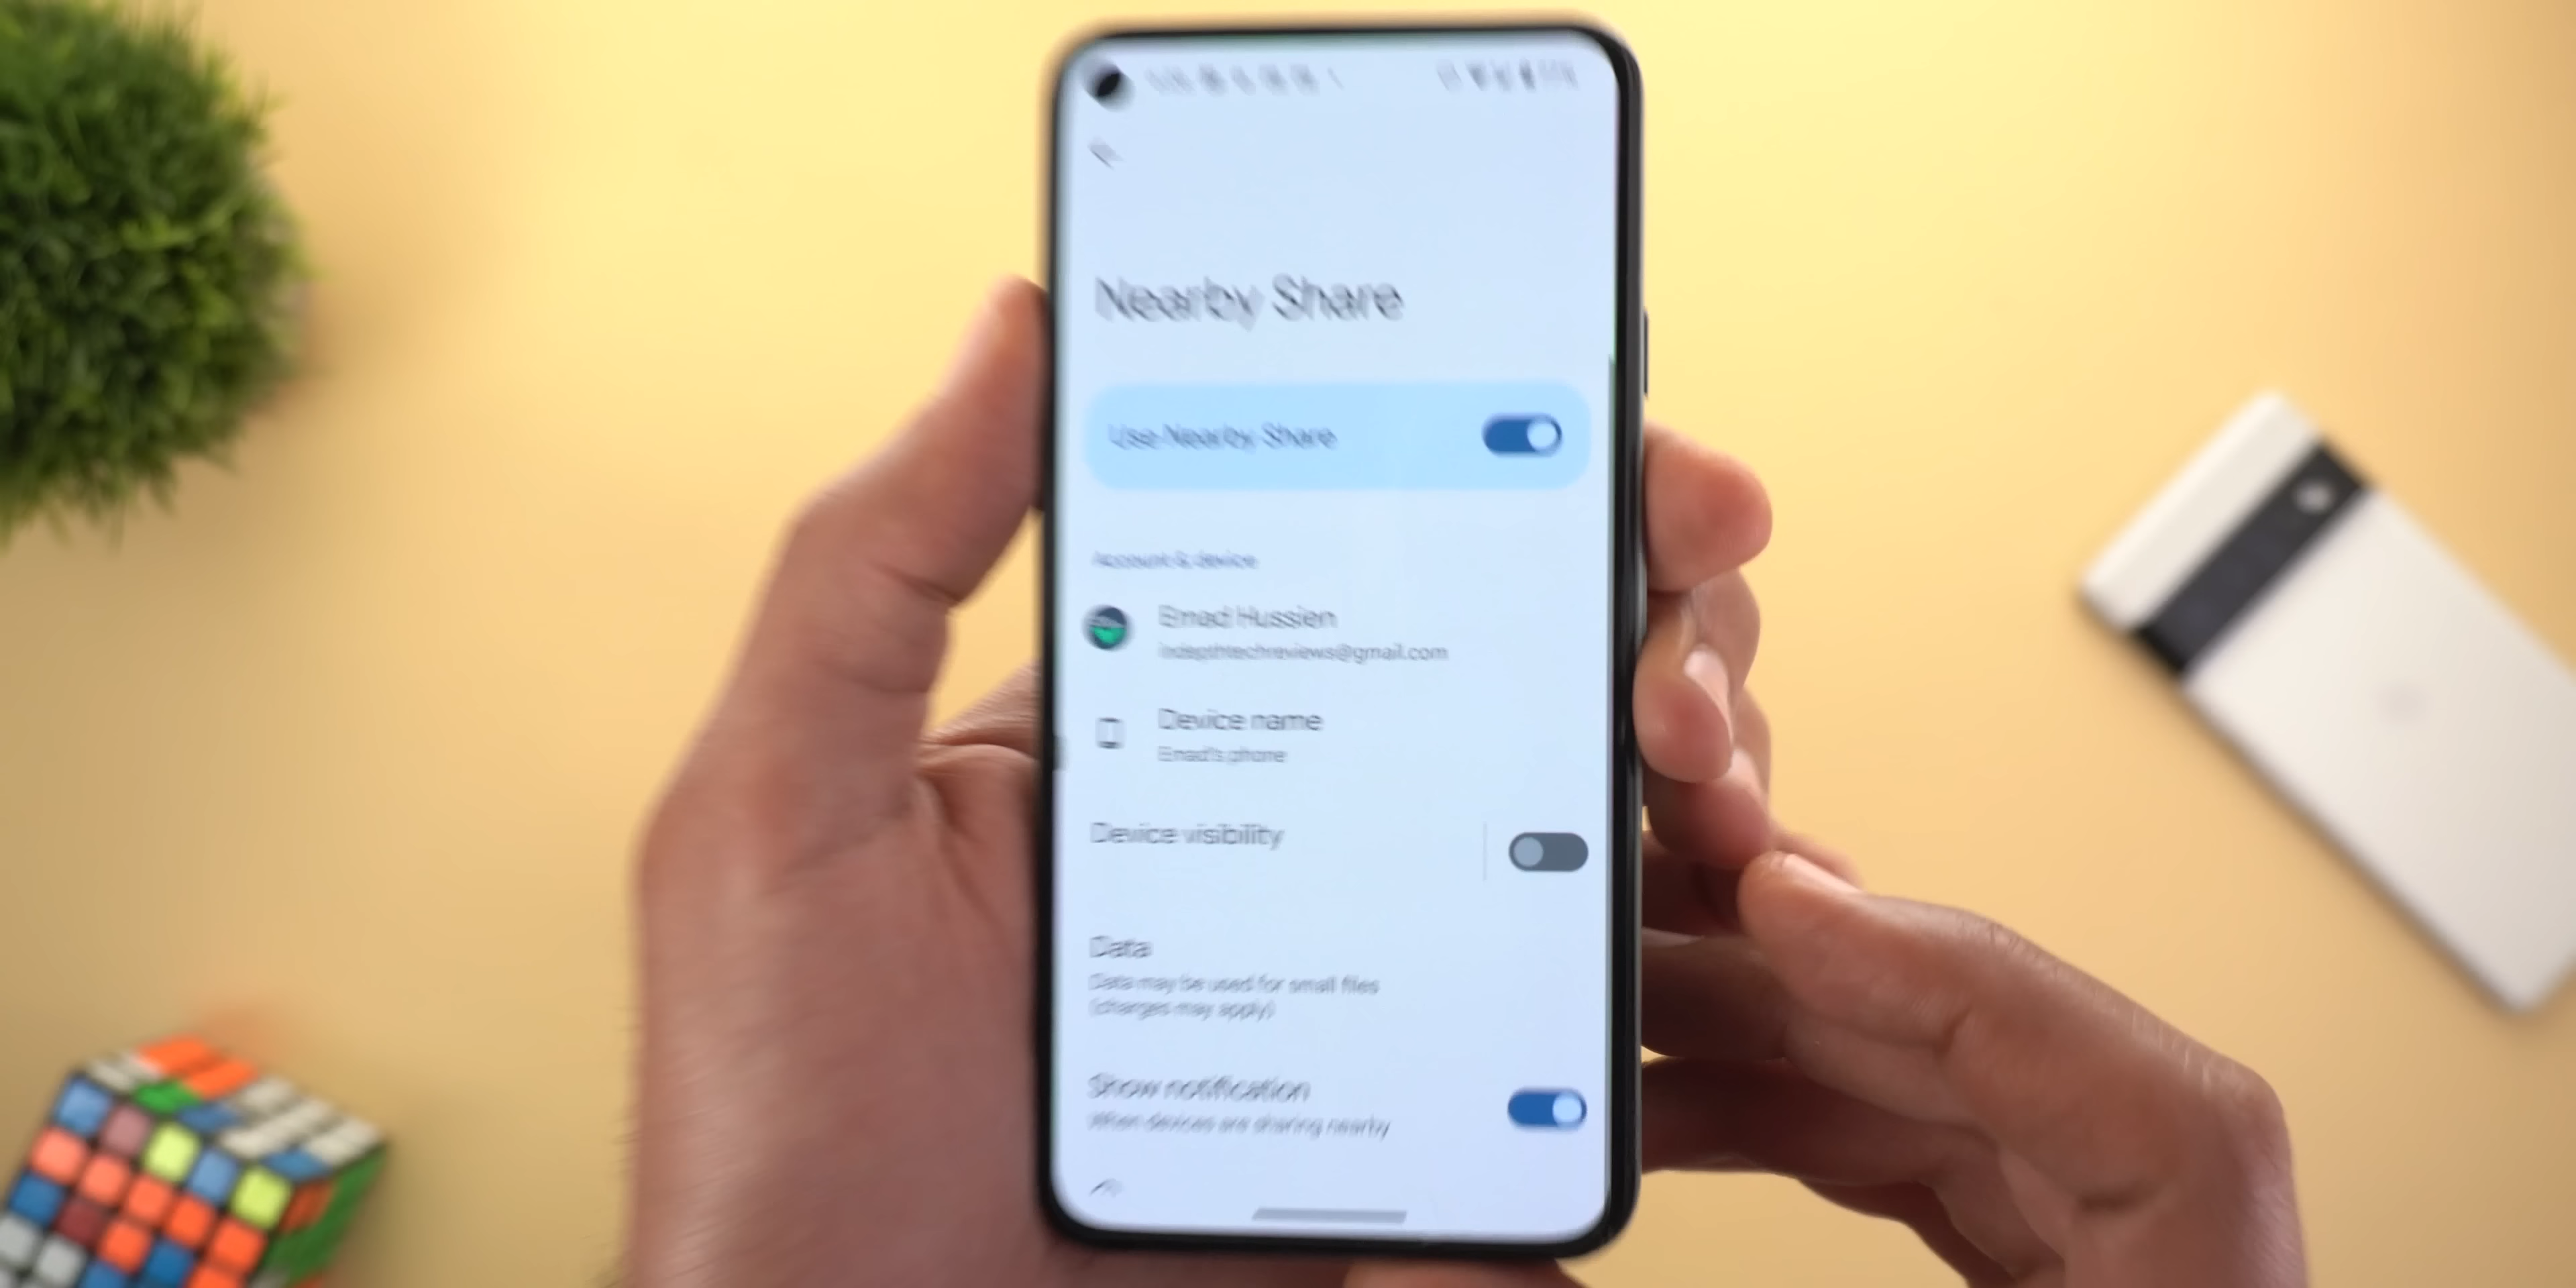 Nearby Share
Use Nearby Share
Account & device
Emad Hussien
indepthtechreviews@gmail.com
Device name
Emad's phone
Device visibility
Data
Data may be used for small files
(charges may apply)
Show notification
When devices are sharing nearby